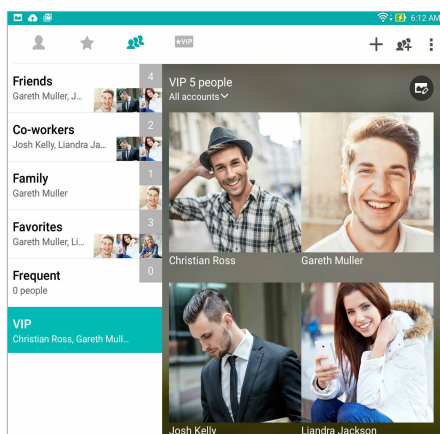 6:12 AM
★VIP
Friends
4
Gareth Muller, J...
Co-workers
2
Josh Kelly, Liandra Ja...
Family
1
Gareth Muller
Favorites
3
Gareth Muller, Li...
Frequent
0
0 people
VIP
Christian Ross, Gareth Mull...
VIP 5 people
All accounts
Christian Ross
Gareth Muller
Josh Kelly
Liandra Jackson